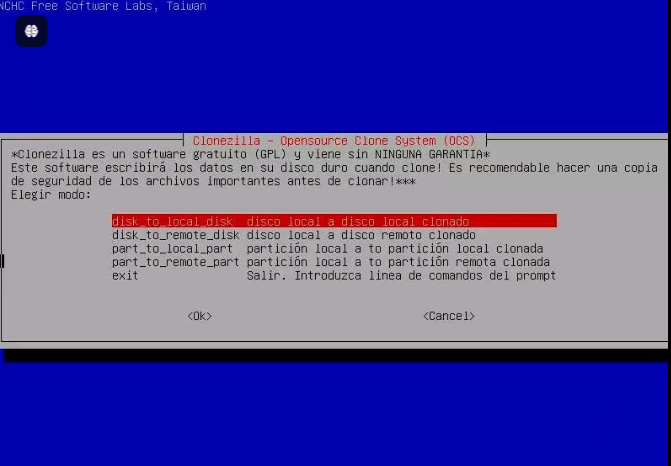 NCHC Free Software Labs, Taiwan
Clonezilla - Opensource Clone System (OCS)
*Clonezilla es un software gratuito (GPL) y viene sin NINGUNA GARANTIA*
Este software escribirá los datos en su disco duro cuando clone! Es recomendable hacer una copia
de seguridad de los archivos importantes antes de clonar!***
Elegir modo:
disk_to_local_disk disco local a disco local clonado
disk_to_remote_disk disco local a disco remoto clonado
part_to_local_part partición local a to partición local clonada
part_to_remote_part partición local a to partición remota clonada
exit Salir. Introduzca linea de comandos del prompt
<Ok> <Cancel>